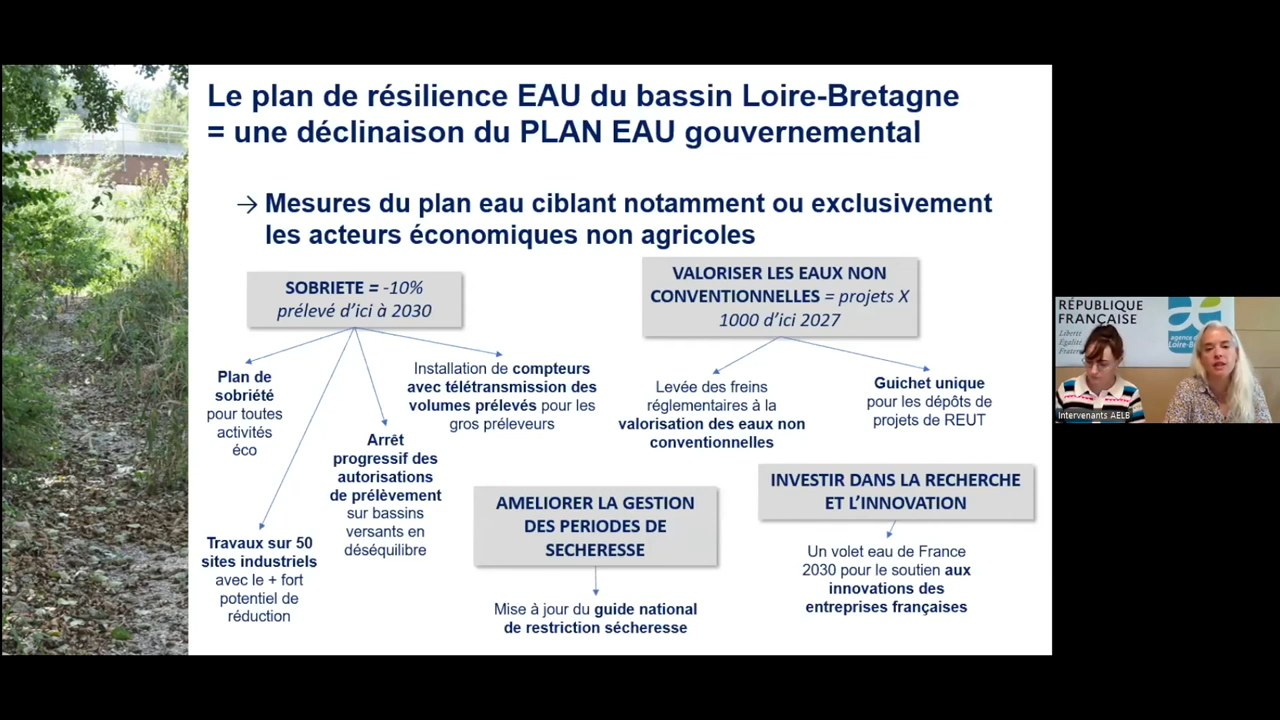 Le plan de résilience EAU du bassin Loire-Bretagne
= une déclinaison du PLAN EAU gouvernemental
→ Mesures du plan eau ciblant notamment ou exclusivement
les acteurs économiques non agricoles
SOBRIETE = -10%
prélevé d’ici à 2030
Plan de
sobriété
pour toutes
activités
éco
Travaux sur 50
sites industriels
avec le + fort
potentiel de
réduction
Arrêt
progressif des
autorisations
de prélèvement
sur bassins
versants en
déséquilibre
Installation de compteurs
avec télétransmission des
volumes prélevés pour les
gros préleveurs
VALORISER LES EAUX NON
CONVENTIONNELLES = projets X
1000 d’ici 2027
Levée des freins
réglementaires à la
valorisation des eaux non
conventionnelles
Guichet unique
pour les dépôts de
projets de REUT
AMELIORER LA GESTION
DES PERIODES DE
SECHERESSE
Mise à jour du guide national
de restriction sécheresse
INVESTIR DANS LA RECHERCHE
ET L’INNOVATION
Un volet eau de France
2030 pour le soutien aux
innovations des
entreprises françaises
RÉPUBLIQUE
FRANÇAISE
Liberté
Égalité
Intervenants AELB